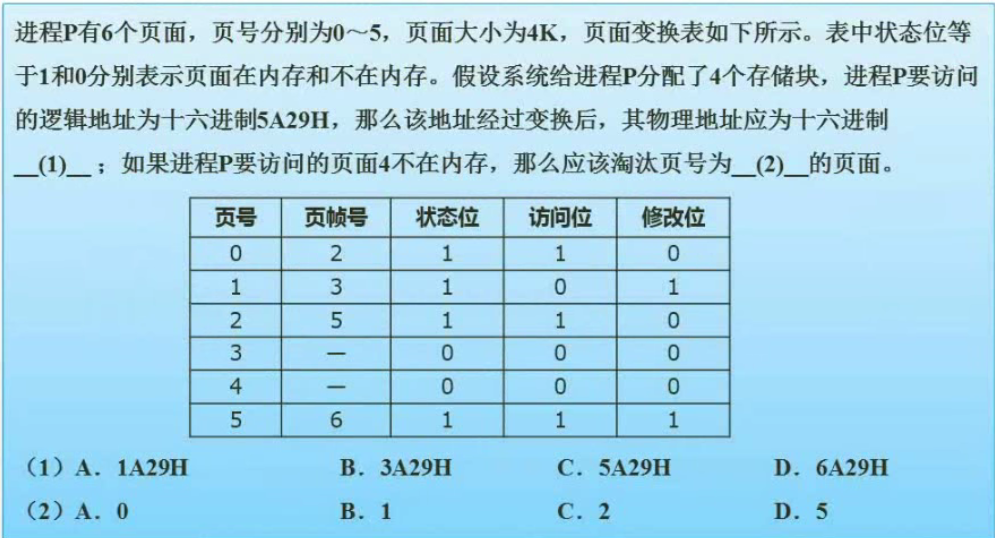 进程P有6个页面，页号分别为0～5，页面大小为4K，页面变换表如下所示。表中状态位等
于1和0分别表示页面在内存和不在内存。假设系统给进程P分配了4个存储块，进程P要访问
的逻辑地址为十六进制5A29H，那么该地址经过变换后，其物理地址应为十六进制
__(1)__；如果进程P要访问的页面4不在内存，那么应该淘汰页号为__(2)__的页面。
页号 页帧号 状态位 访问位 修改位
0 2 1 1 0
1 3 1 0 1
2 5 1 1 0
3 — 0 0 0
4 — 0 0 0
5 6 1 1 1
（1）A．1A29H B．3A29H C．5A29H D．6A29H
（2）A．0 B．1 C．2 D．5